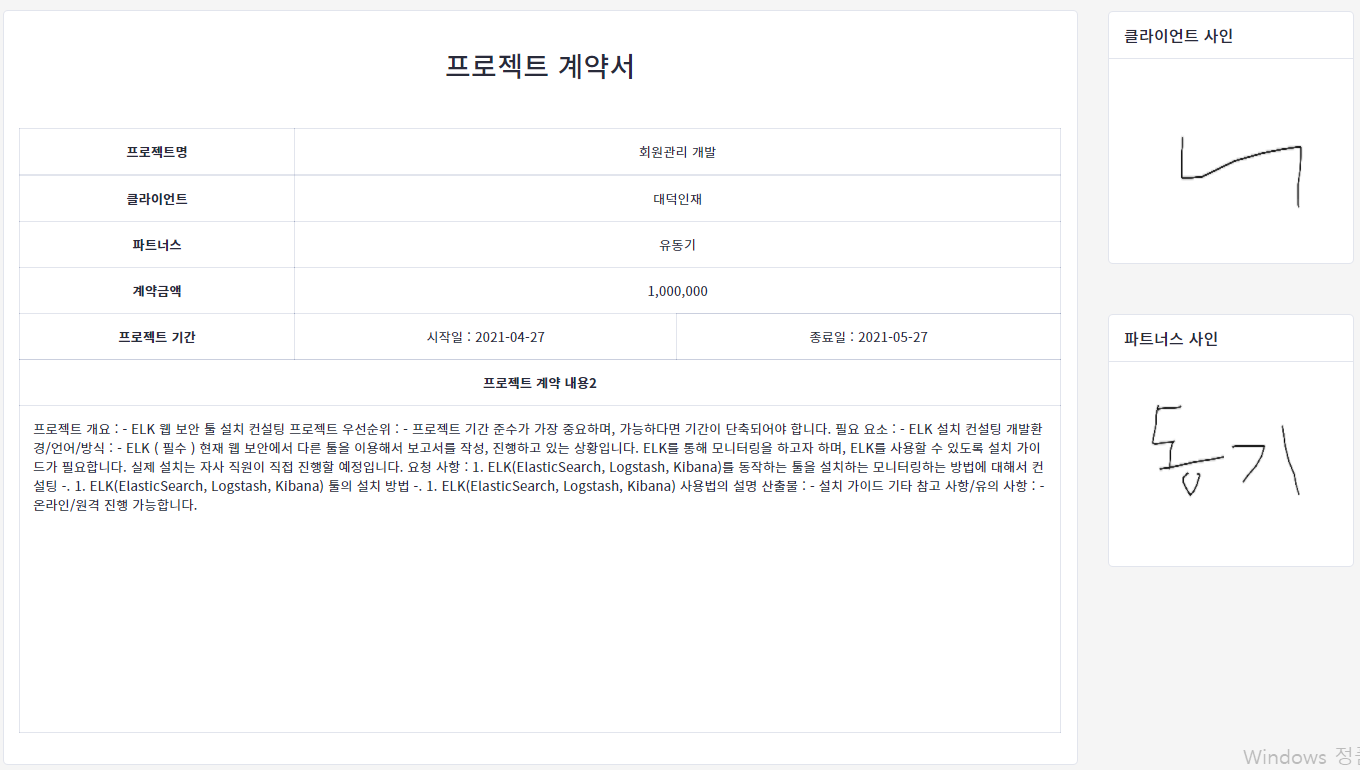 프로젝트 계약서
프로젝트명 회원관리 개발
클라이언트 대덕인재
파트너스 유동기
계약금액 1,000,000
프로젝트 기간 시작일 : 2021-04-27 종료일 : 2021-05-27
프로젝트 계약 내용2
프로젝트 개요 : - ELK 웹 보안 툴 설치 컨설팅 프로젝트 우선순위 : - 프로젝트 기간 준수가 가장 중요하며, 가능하다면 기간이 단축되어야 합니다. 필요 요소 : - ELK 설치 컨설팅 개발환
경/언어/방식 : - ELK ( 필수 ) 현재 웹 보안에서 다른 툴을 이용해서 보고서를 작성, 진행하고 있는 상황입니다. ELK를 통해 모니터링을 하고자 하며, ELK를 사용할 수 있도록 설치 가이
드가 필요합니다. 실제 설치는 자사 직원이 직접 진행할 예정입니다. 요청 사항 : 1. ELK(ElasticSearch, Logstash, Kibana)를 동작하는 툴을 설치하는 모니터링하는 방법에 대해서 컨
설팅 -. 1. ELK(ElasticSearch, Logstash, Kibana) 툴의 설치 방법 -. 1. ELK(ElasticSearch, Logstash, Kibana) 사용법의 설명 산출물 : - 설치 가이드 기타 참고 사항/유의 사항 : -
온라인/원격 진행 가능합니다.
클라이언트 사인
파트너스 사인
동기
Windows 정